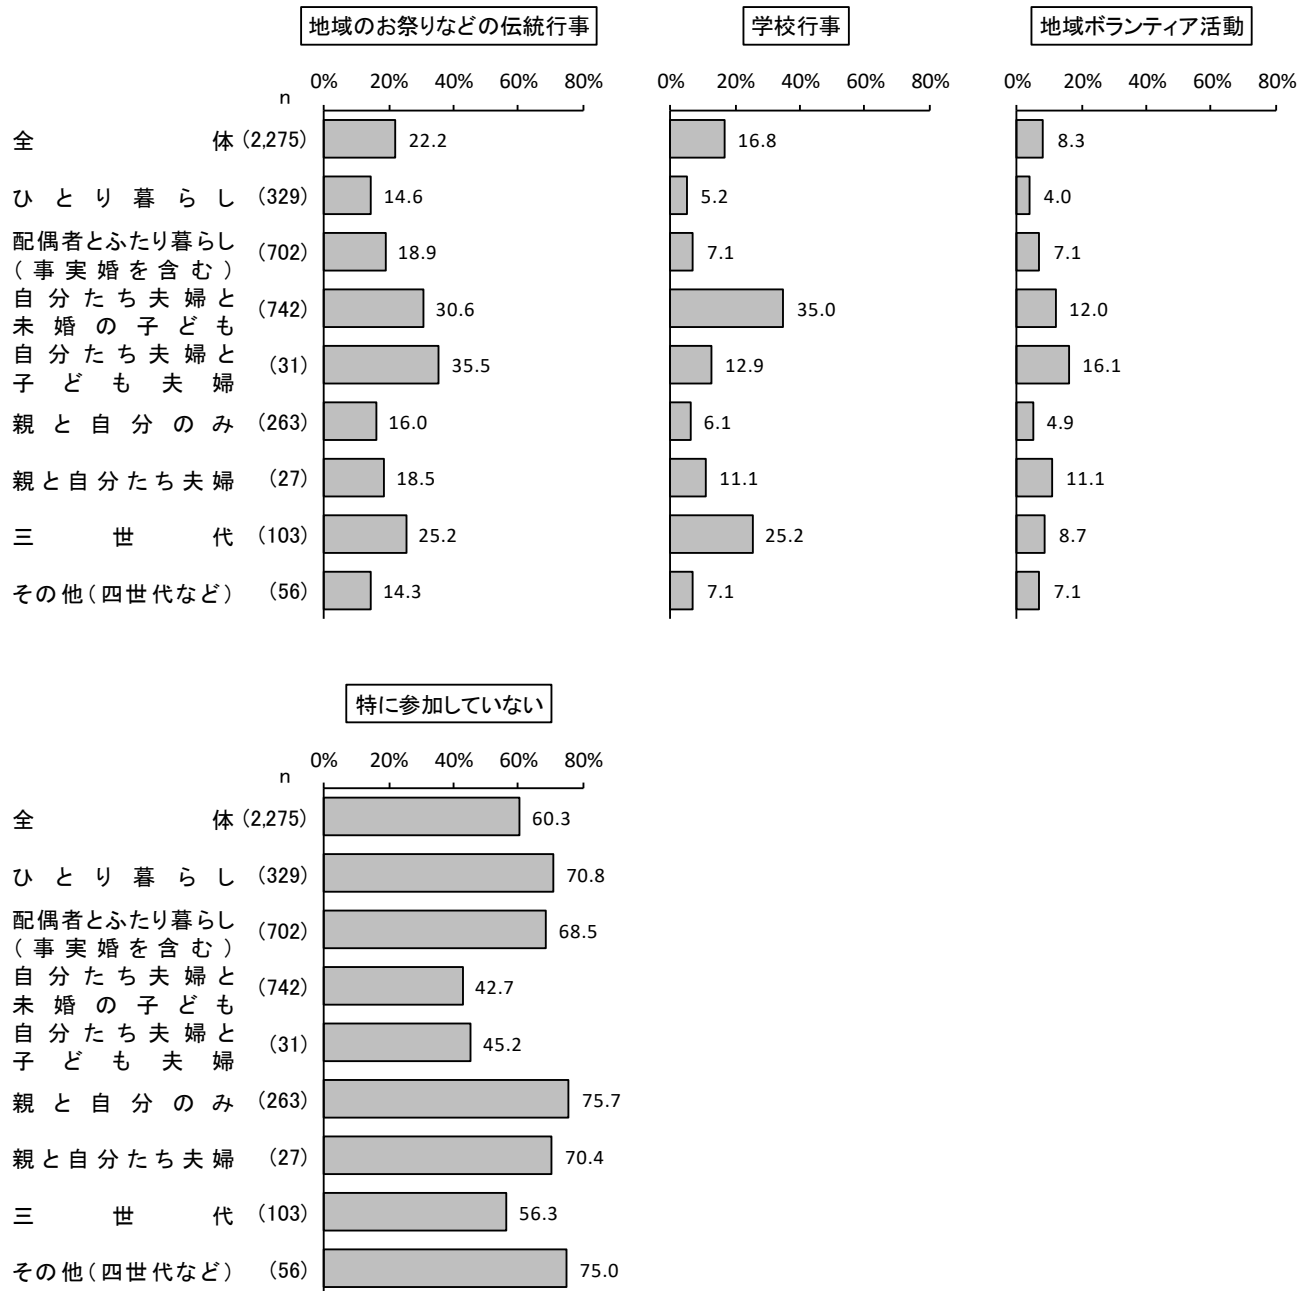 地域のお祭りなどの伝統行事 学校行事 地域ボランティア活動
0% 20% 40% 60% 80% 0% 20% 40% 60% 80% 0% 20% 40% 60% 80%
n
全体 (2,275) 22.2 16.8 8.3
ひとり暮らし (329) 14.6 5.2 4.0
配偶者とふたり暮らし
(事実婚を含む) (702) 18.9 7.1 7.1
自分たち夫婦と
未婚の子ども (742) 30.6 35.0 12.0
自分たち夫婦と
子ども夫婦 (31) 35.5 12.9 16.1
親と自分のみ (263) 16.0 6.1 4.9
親と自分たち夫婦 (27) 18.5 11.1 11.1
三世代 (103) 25.2 25.2 8.7
その他(四世代など) (56) 14.3 7.1 7.1
特に参加していない
0% 20% 40% 60% 80%
n
全体 (2,275) 60.3
ひとり暮らし (329) 70.8
配偶者とふたり暮らし
(事実婚を含む) (702) 68.5
自分たち夫婦と
未婚の子ども (742) 42.7
自分たち夫婦と
子ども夫婦 (31) 45.2
親と自分のみ (263) 75.7
親と自分たち夫婦 (27) 70.4
三世代 (103) 56.3
その他(四世代など) (56) 75.0